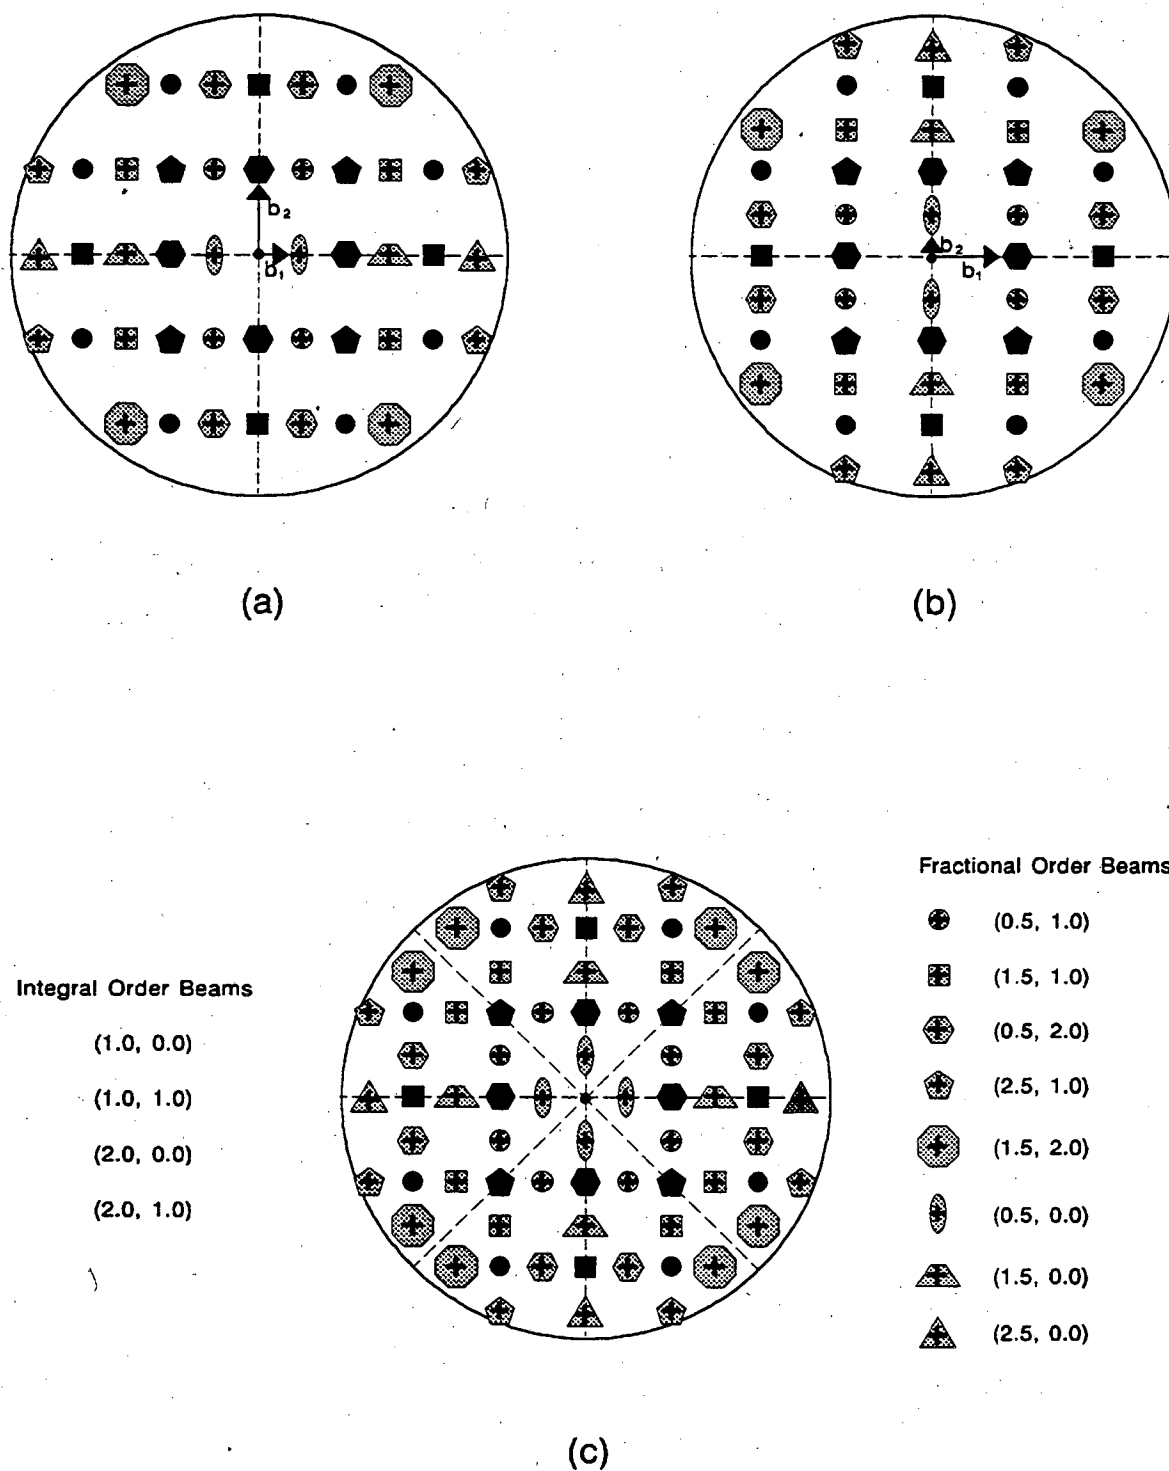 b2
b1
b2
b1
(a)
(b)
Fractional Order Beams
(0.5, 1.0)
(1.5, 1.0)
(0.5, 2.0)
(2.5, 1.0)
(1.5, 2.0)
(0.5, 0.0)
(1.5, 0.0)
(2.5, 0.0)
Integral Order Beams
(1.0, 0.0)
(1.0, 1.0)
(2.0, 0.0)
(2.0, 1.0)
(c)